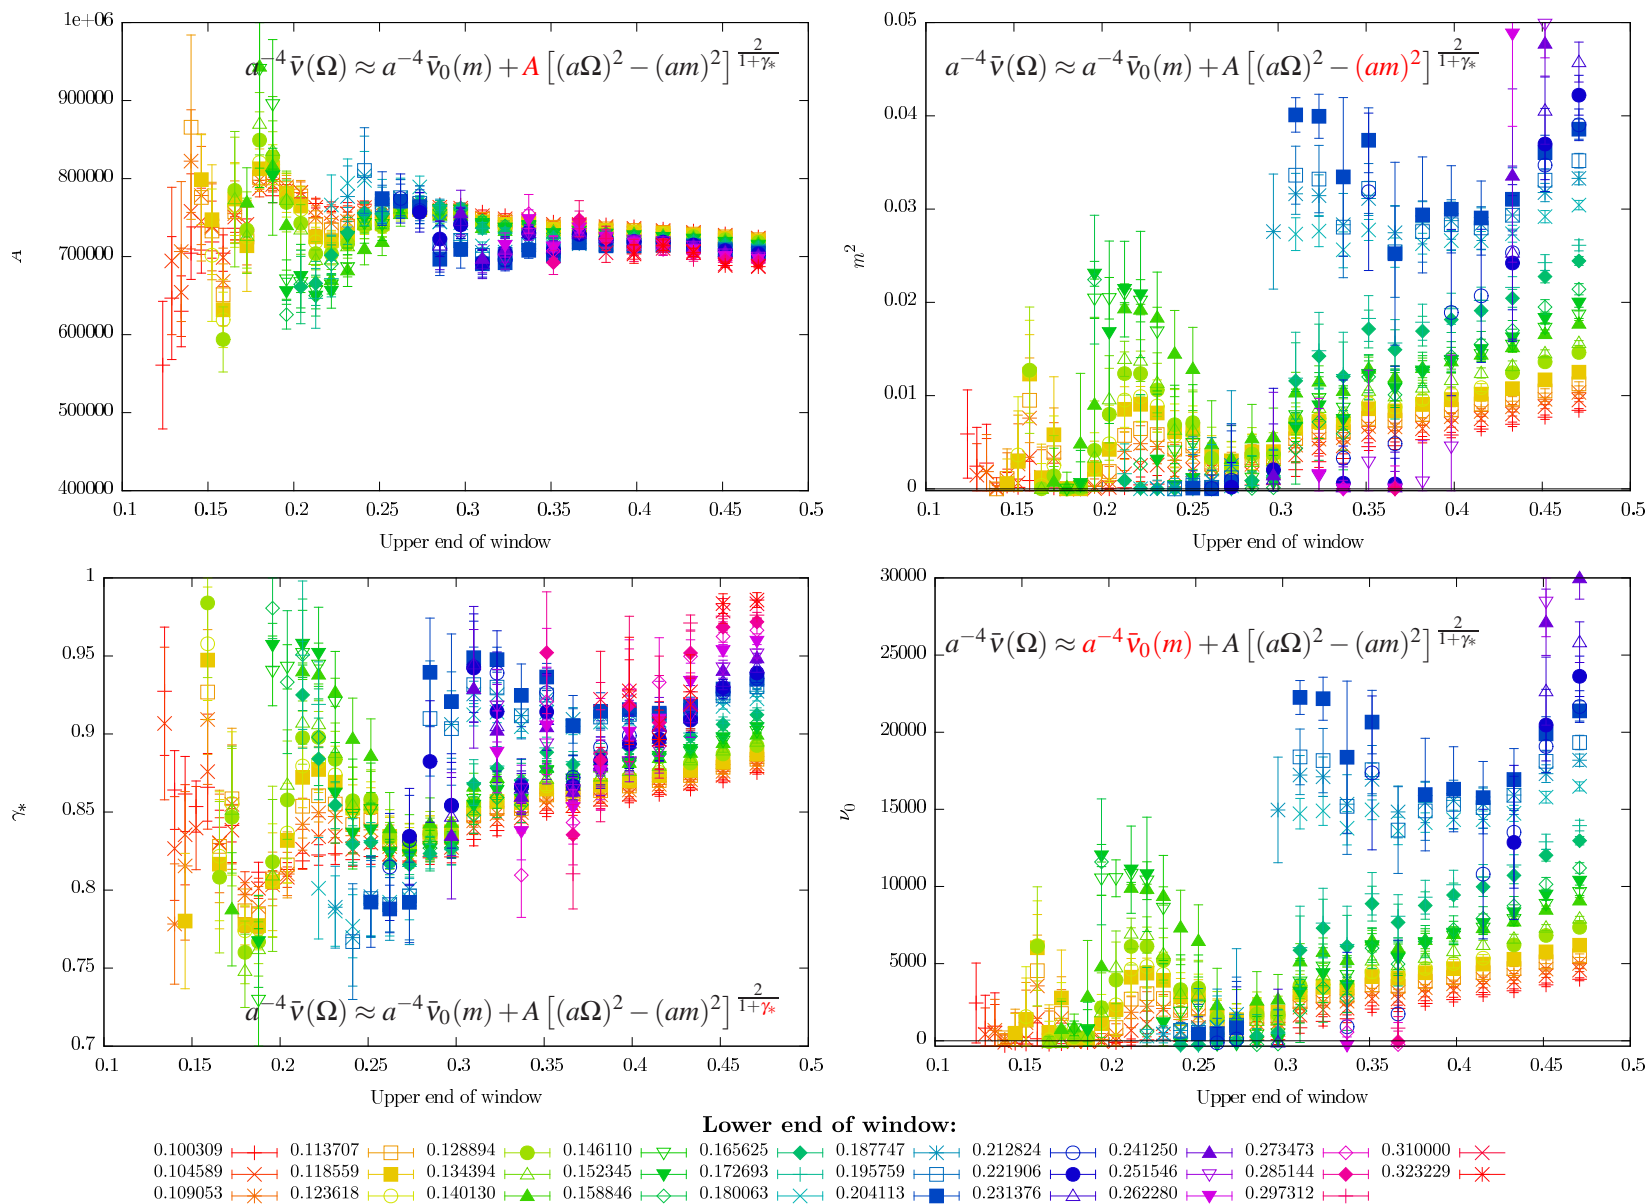 1e+06
900000
800000
700000
600000
500000
400000
A
0.1 0.15 0.2 0.25 0.3 0.35 0.4 0.45 0.5
Upper end of window
a⁻⁴ ν̄(Ω) ≈ a⁻⁴ ν̄₀(m) + A [(aΩ)² − (am)²]^{2/(1+γ*)}
0.05
0.04
0.03
0.02
0.01
0
m²
0.1 0.15 0.2 0.25 0.3 0.35 0.4 0.45 0.5
Upper end of window
a⁻⁴ ν̄(Ω) ≈ a⁻⁴ ν̄₀(m) + A [(aΩ)² − (am)²]^{2/(1+γ*)}
1
0.95
0.9
0.85
0.8
0.75
0.7
γ*
0.1 0.15 0.2 0.25 0.3 0.35 0.4 0.45 0.5
Upper end of window
a⁻⁴ ν̄(Ω) ≈ a⁻⁴ ν̄₀(m) + A [(aΩ)² − (am)²]^{2/(1+γ*)}
30000
25000
20000
15000
10000
5000
0
ν₀
0.1 0.15 0.2 0.25 0.3 0.35 0.4 0.45 0.5
Upper end of window
a⁻⁴ ν̄(Ω) ≈ a⁻⁴ ν̄₀(m) + A [(aΩ)² − (am)²]^{2/(1+γ*)}
Lower end of window:
0.100309 0.113707 0.128894 0.146110 0.165625 0.187747 0.212824 0.241250 0.273473 0.310000
0.104589 0.118559 0.134394 0.152345 0.172693 0.195759 0.221906 0.251546 0.285144 0.323229
0.109053 0.123618 0.140130 0.158846 0.180063 0.204113 0.231376 0.262280 0.297312